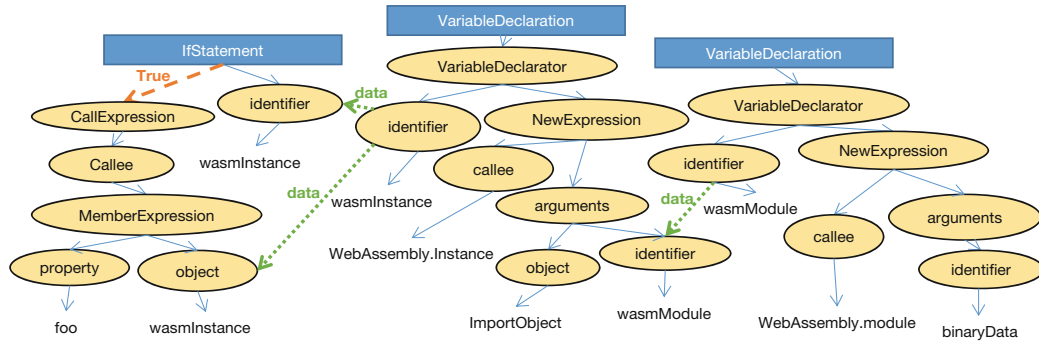 VariableDeclaration
IfStatement
VariableDeclaration
True
VariableDeclarator
data
identifier
VariableDeclarator
CallExpression
identifier
NewExpression
wasmInstance
Callee
callee
identifier
NewExpression
data
data
wasmInstance
wasmModule
MemberExpression
arguments
arguments
WebAssembly.Instance
callee
property
object
object
identifier
identifier
foo
wasmInstance
ImportObject
wasmModule
WebAssembly.module
binaryData